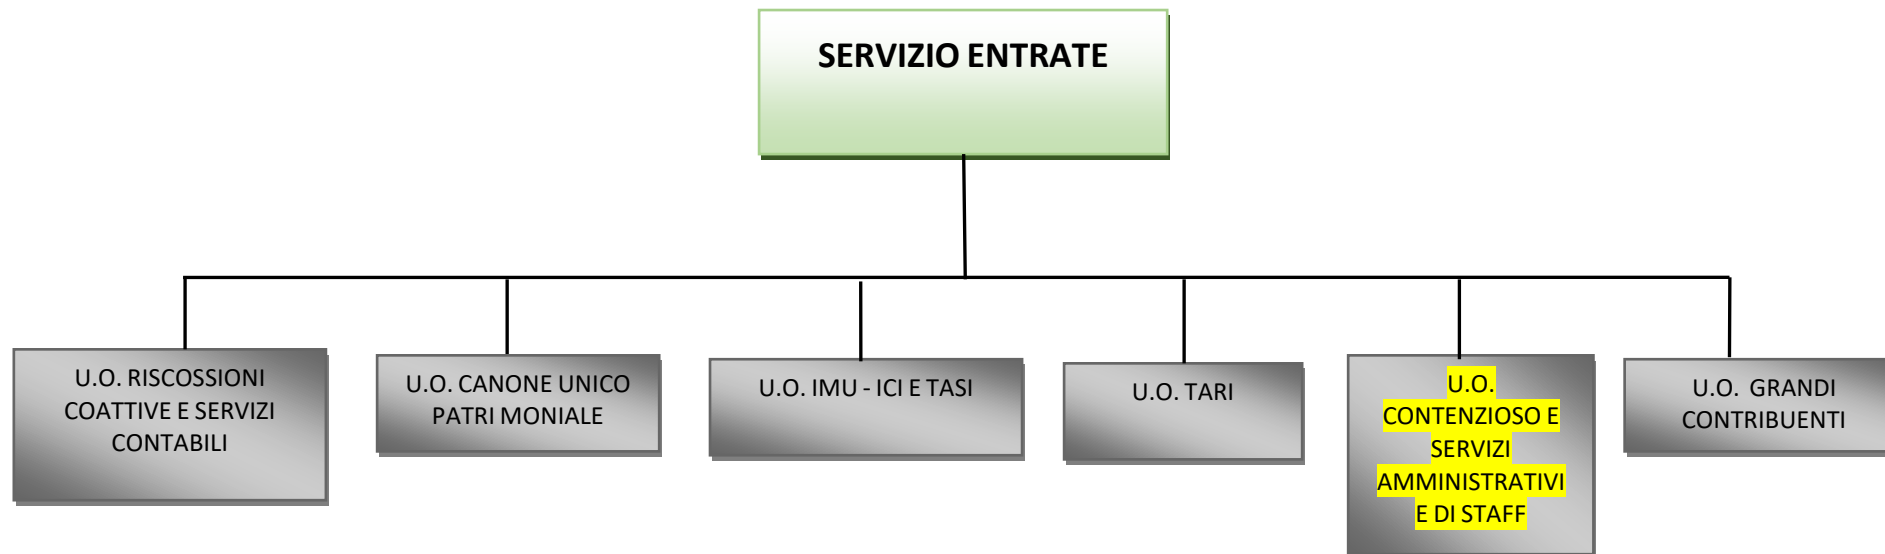 SERVIZIO ENTRATE
U.O. RISCOSSIONI
COATTIVE E SERVIZI
CONTABILI
U.O. CANONE UNICO
PATRI MONIALE
U.O. IMU - ICI E TASI
U.O. TARI
U.O.
CONTENZIOSO E
SERVIZI
AMMINISTRATIVI
E DI STAFF
U.O. GRANDI
CONTRIBUENTI